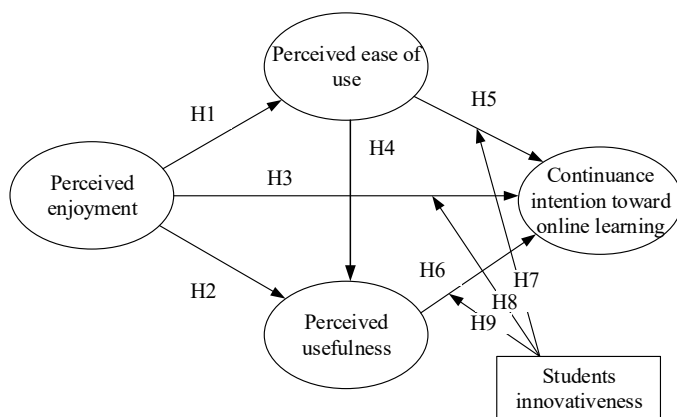 Perceived ease of
use
H1
H5
H4
Perceived
enjoyment
H3
Continuance
intention toward
online learning
H2
H6
H7
H8
H9
Perceived
usefulness
Students
innovativeness